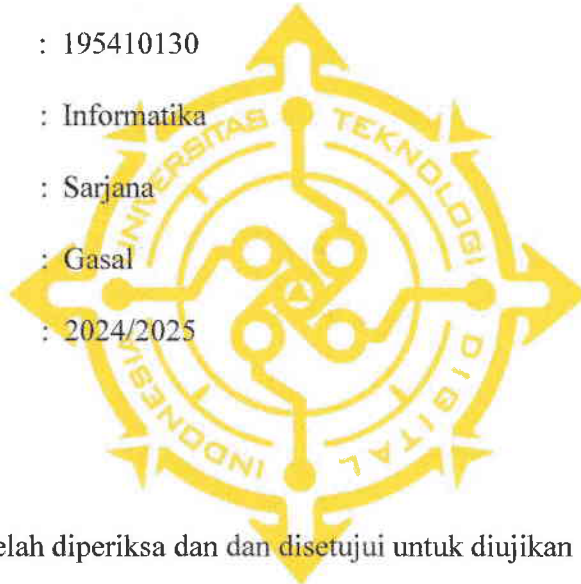 : 195410130
: Informatika
: Sarjana
: Gasal
: 2024/2025
UNIVERSITAS TEKNOLOGI DIGITAL INDONESIA
elah diperiksa dan dan disetujui untuk diujikan